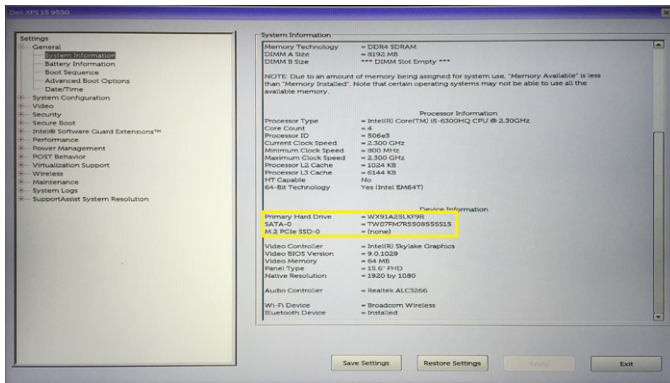 Dell XPS 15 9550
Settings
General
System Information
Battery Information
Boot Sequence
Advanced Boot Options
Date/Time
System Configuration
Video
Security
Secure Boot
Intel® Software Guard Extensions™
Performance
Power Management
POST Behavior
Virtualization Support
Wireless
Maintenance
System Logs
SupportAssist System Resolution
System Information
Memory Technology = DDR4 SDRAM
DIMM A Size = 8192 MB
DIMM B Size *** DIMM Slot Empty ***
NOTE: Due to an amount of memory being assigned for system use, "Memory Available" is less
than "Memory Installed". Note that certain operating systems may not be able to use all the
available memory.
Processor Information
Processor Type = Intel(R) Core(TM) i5-6300HQ CPU @ 2.30GHz
Core Count = 4
Processor ID = 506e3
Current Clock Speed = 2.300 GHz
Minimum Clock Speed = 800 MHz
Maximum Clock Speed = 2.300 GHz
Processor L2 Cache = 1024 KB
Processor L3 Cache = 6144 KB
HT Capable No
64-Bit Technology Yes (Intel EM64T)
Device Information
Primary Hard Drive
SATA-0
M.2 PCIe SSD-0 = (none)
Video Controller = Intel(R) Skylake Graphics
Video BIOS Version = 9.0.1029
Video Memory = 64 MB
Panel Type = 15.6" FHD
Native Resolution = 1920 by 1080
Audio Controller = Realtek ALC3266
Wi-Fi Device = Broadcom Wireless
Bluetooth Device = Installed
Save Settings
Restore Settings
Apply
Exit